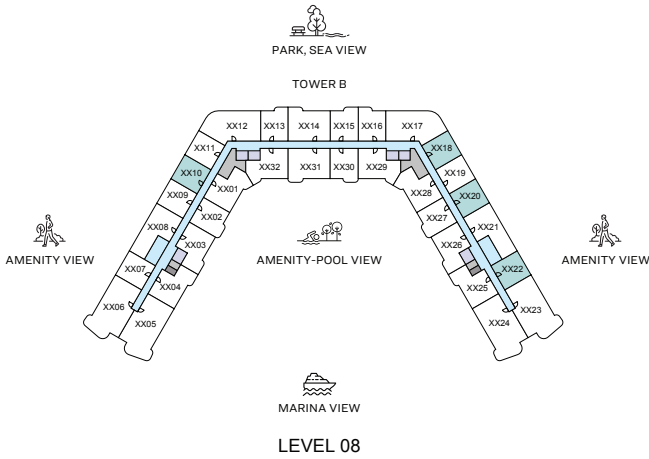 PARK, SEA VIEW
TOWER B
XX12
XX13
XX14
XX15
XX16
XX17
XX11
XX18
XX32
XX31
XX30
XX29
XX10
XX01
XX28
XX19
XX09
XX02
XX27
XX20
XX08
XX03
XX26
XX21
AMENITY VIEW
AMENITY-POOL VIEW
AMENITY VIEW
XX07
XX04
XX25
XX22
XX06
XX05
XX24
XX23
MARINA VIEW
LEVEL 08